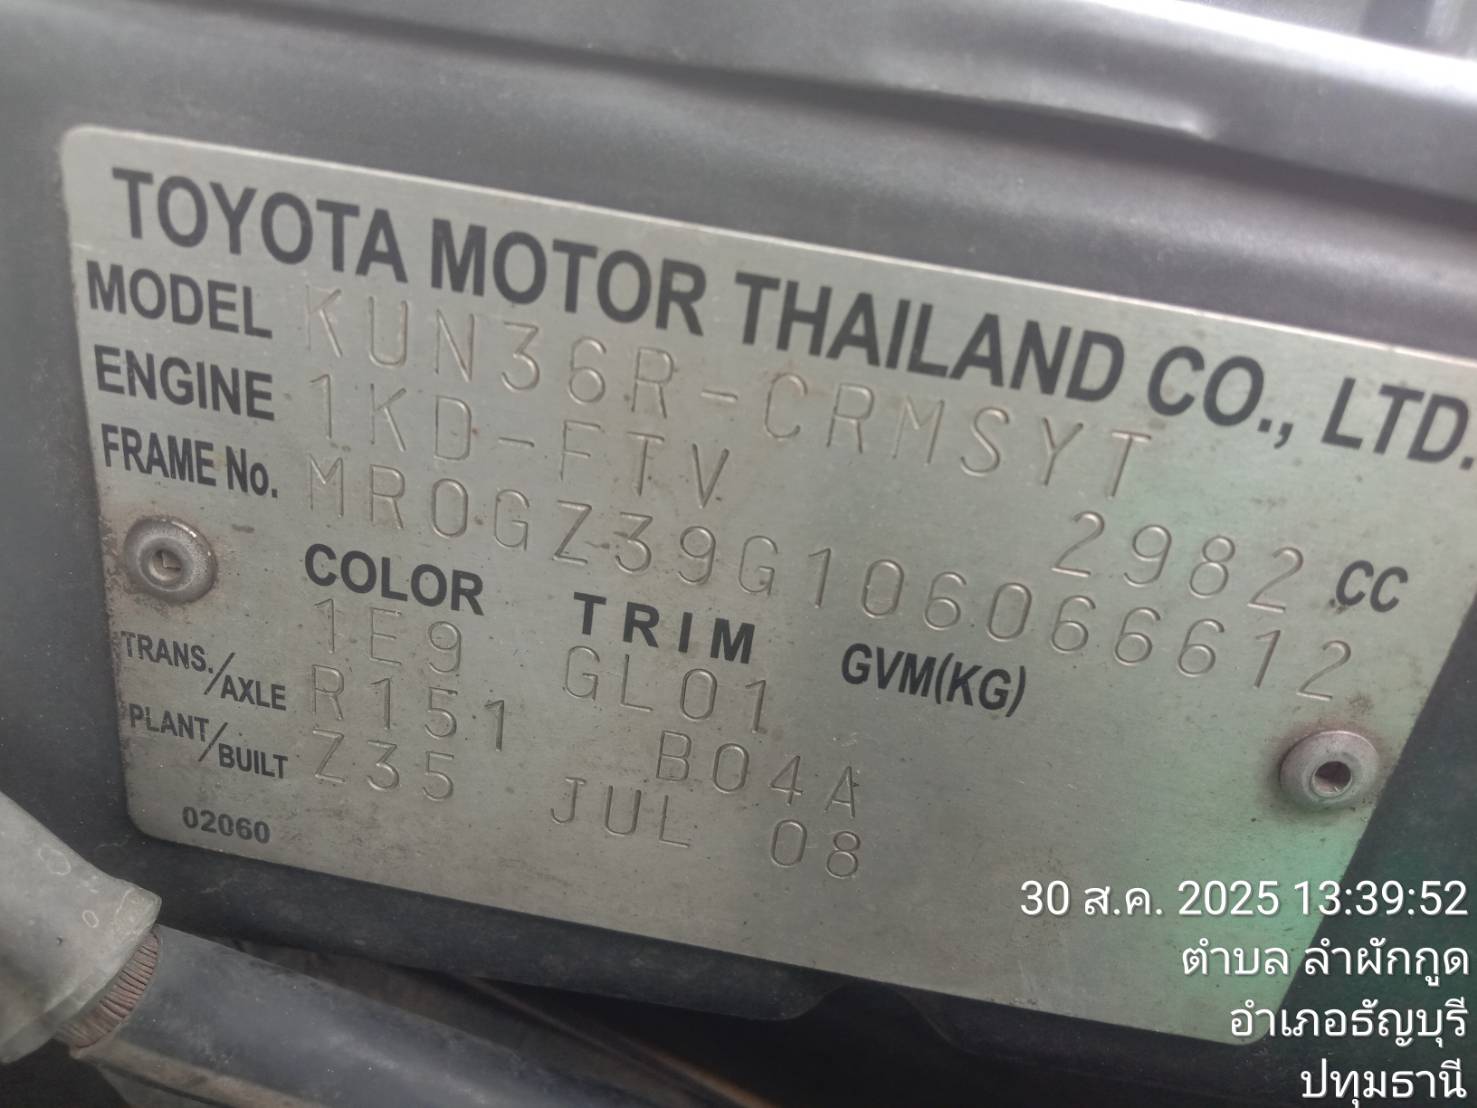 TOYOTA MOTOR THAILAND CO., LTD.
MODEL KUN36R-CRMSYT
ENGINE 1KD-FTV 2982 CC
FRAME No. MR0GZ39G106066612
COLOR TRIM GVM(KG)
1E9 GL01
TRANS./AXLE R151 B04A
PLANT/BUILT Z35 JUL 08
02060
30 ส.ค. 2025 13:39:52
ตำบล ลำผักกูด
อำเภอธัญบุรี
ปทุมธานี